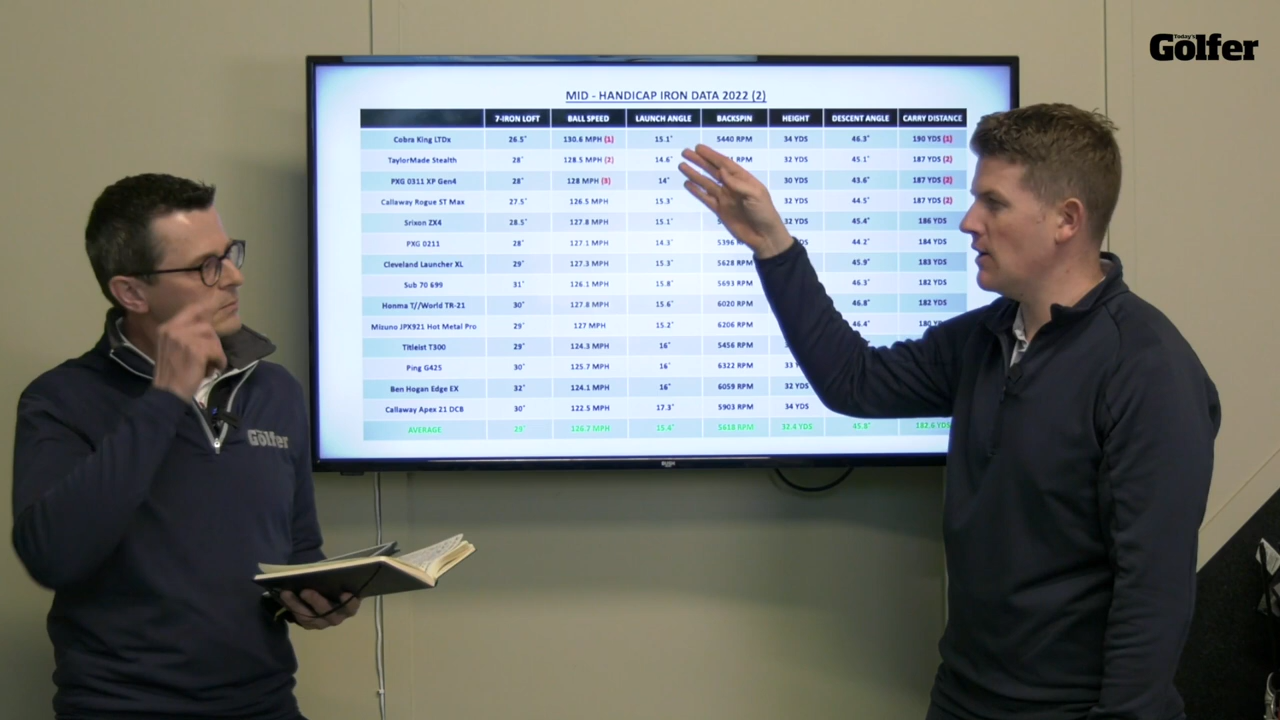 Today's
Golfer
MID - HANDICAP IRON DATA 2022 (2)
7-IRON LOFT BALL SPEED LAUNCH ANGLE BACKSPIN HEIGHT DESCENT ANGLE CARRY DISTANCE
Cobra King LTDx 26.5° 130.6 MPH (1) 15.1° 5440 RPM 34 YDS 46.3° 190 YDS (1)
TaylorMade Stealth 28° 128.5 MPH (2) 14.6° RPM 32 YDS 45.1° 187 YDS (2)
PXG 0311 XP Gen4 28° 128 MPH (3) 14° 30 YDS 43.6° 187 YDS (2)
Callaway Rogue ST Max 27.5° 126.5 MPH 15.3° 32 YDS 44.5° 187 YDS (2)
Srixon ZX4 28.5° 127.8 MPH 15.1° 32 YDS 45.4° 186 YDS
PXG 0211 28° 127.1 MPH 14.3° 5396 RPM 44.2° 184 YDS
Cleveland Launcher XL 29° 127.3 MPH 15.3° 5628 RPM 45.9° 183 YDS
Sub 70 699 31° 126.1 MPH 15.8° 5693 RPM 46.3° 182 YDS
Honma T//World TR-21 30° 127.8 MPH 15.6° 6020 RPM 46.8° 182 YDS
Mizuno JPX921 Hot Metal Pro 29° 127 MPH 15.2° 6206 RPM 46.4° 180 YDS
Titleist T300 29° 124.3 MPH 16° 5456 RPM
Ping G425 30° 125.7 MPH 16° 6322 RPM 33
Ben Hogan Edge EX 32° 124.1 MPH 16° 6059 RPM 32 YDS
Callaway Apex 21 DCB 30° 122.5 MPH 17.3° 5903 RPM 34 YDS
AVERAGE 29° 126.7 MPH 15.4° 5618 RPM 32.4 YDS 45.8° 182.6 YDS
Golfer